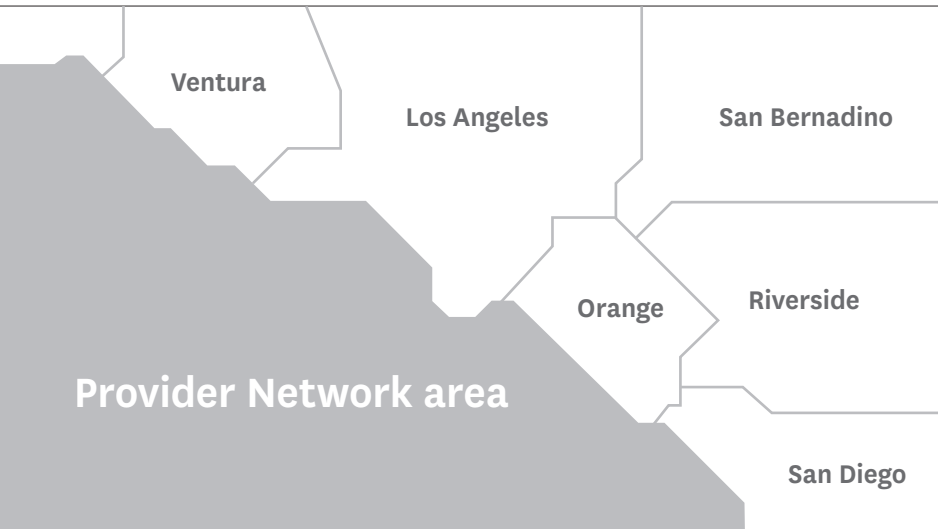 Ventura
Los Angeles
San Bernadino
Orange
Riverside
Provider Network area
San Diego